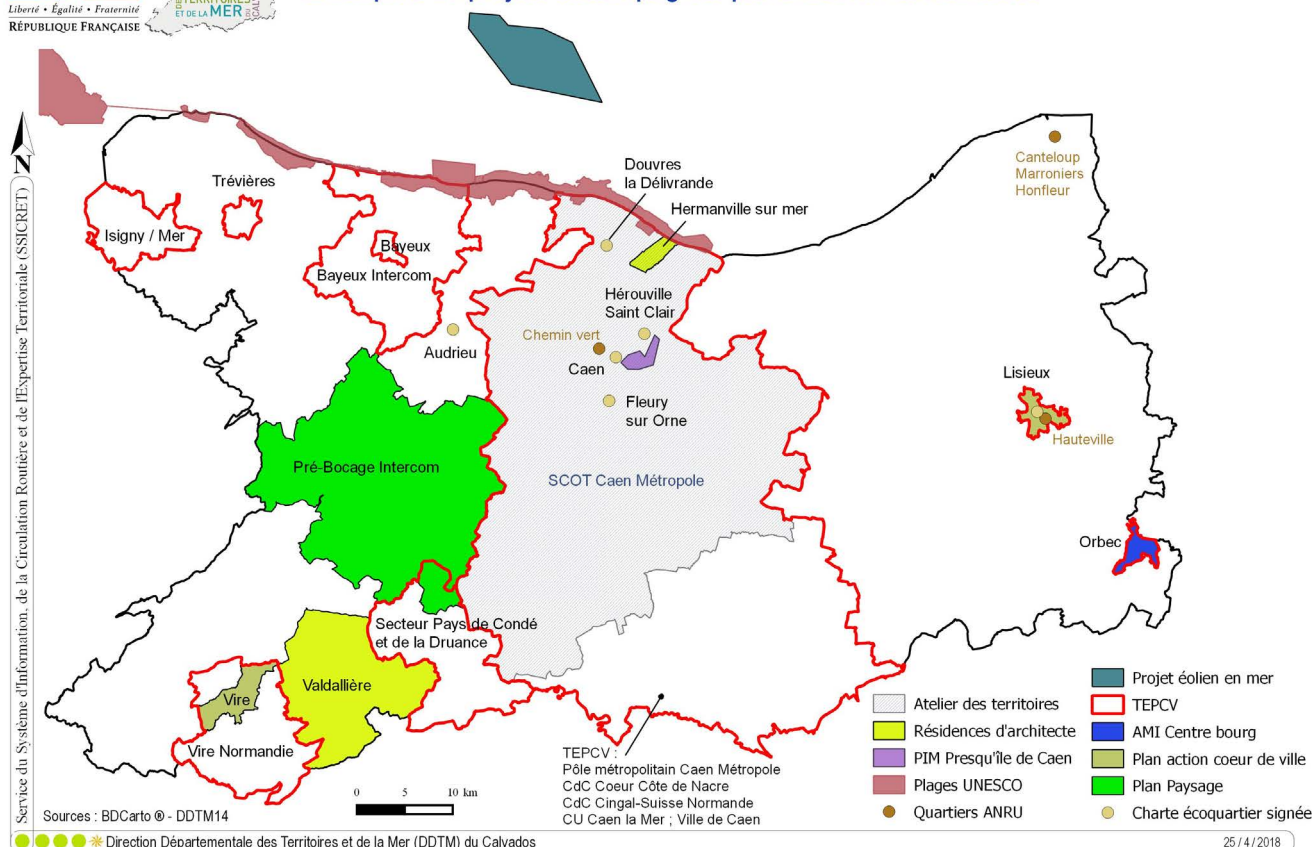 Liberté • Égalité • Fraternité
RÉPUBLIQUE FRANÇAISE
TERRITOIRES
ET DE LA MER
N
Service du Système d'Information, de la Circulation Routière et de l'Expertise Territoriale (SSICRET)
Trévières
Isigny / Mer
Bayeux
Bayeux Intercom
Audrieu
Douvres
la Délivrande
Hermanville sur mer
Hérouville
Saint Clair
Chemin vert
Caen
Fleury
sur Orne
SCOT Caen Métropole
Canteloup
Marroniers
Honfleur
Lisieux
Hauteville
Orbec
Pré-Bocage Intercom
Secteur Pays de Condé
et de la Druance
Valdallière
Vire
Vire Normandie
TEPCV :
Pôle métropolitain Caen Métropole
CdC Coeur Côte de Nacre
CdC Cingal-Suisse Normande
CU Caen la Mer ; Ville de Caen
0 5 10 km
Atelier des territoires
Résidences d'architecte
PIM Presqu'île de Caen
Plages UNESCO
Quartiers ANRU
Projet éolien en mer
TEPCV
AMI Centre bourg
Plan action coeur de ville
Plan Paysage
Charte écoquartier signée
Sources : BDCarto ® - DDTM14
Direction Départementale des Territoires et de la Mer (DDTM) du Calvados
25 / 4 / 2018